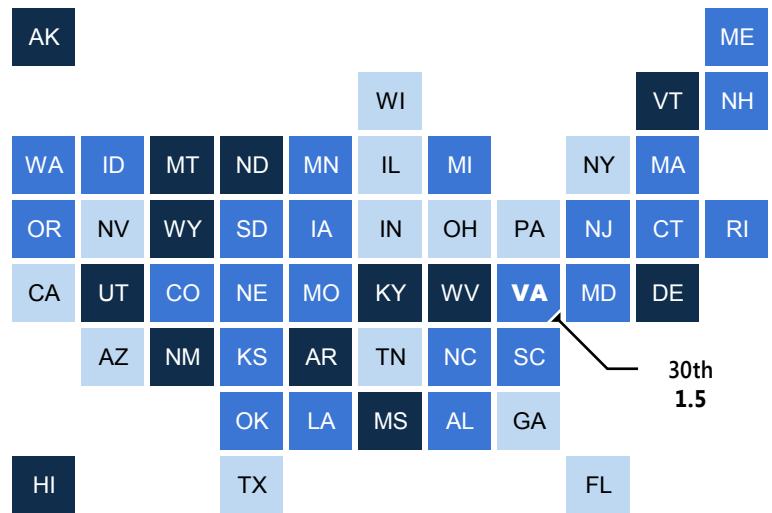 AK ME
WI VT NH
WA ID MT ND MN IL MI NY MA
OR NV WY SD IA IN OH PA NJ CT RI
CA UT CO NE MO KY WV VA MD DE
AZ NM KS AR TN NC SC
30th
1.5
OK LA MS AL GA
HI TX FL